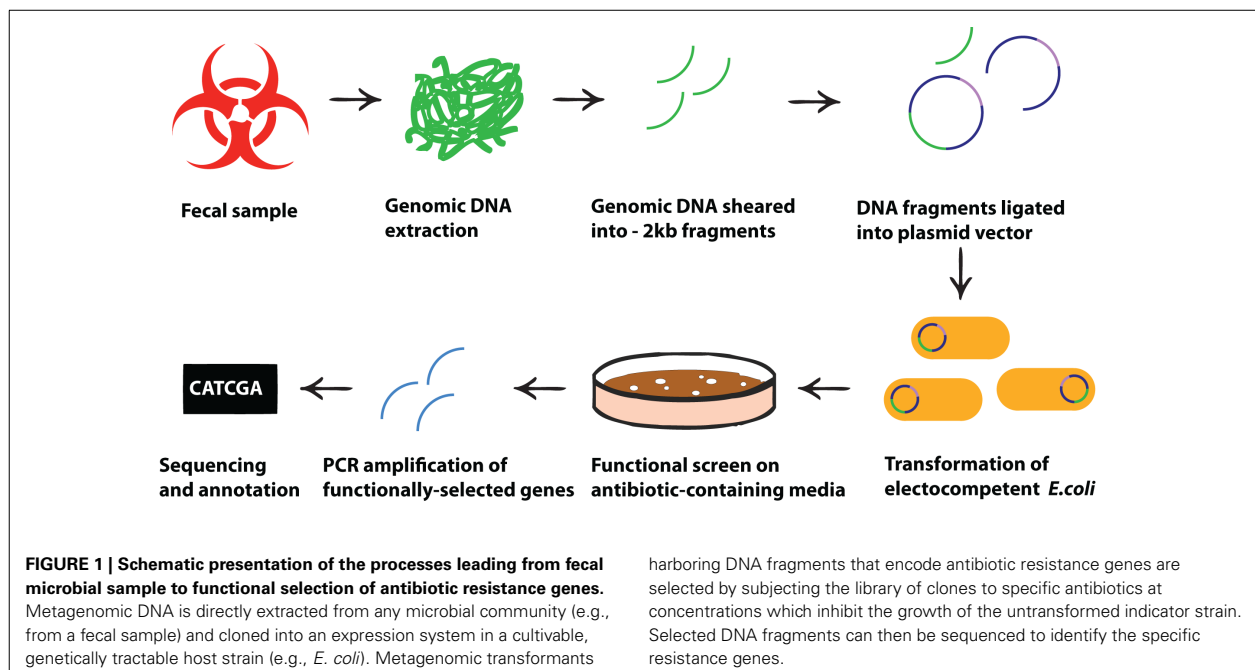 Fecal sample
Genomic DNA
extraction
Genomic DNA sheared
into - 2kb fragments
DNA fragments ligated
into plasmid vector
CATCGA
Sequencing
and annotation
PCR amplification of
functionally-selected genes
Functional screen on
antibiotic-containing media
Transformation of
electocompetent E.coli
FIGURE 1 | Schematic presentation of the processes leading from fecal
microbial sample to functional selection of antibiotic resistance genes.
Metagenomic DNA is directly extracted from any microbial community (e.g.,
from a fecal sample) and cloned into an expression system in a cultivable,
genetically tractable host strain (e.g., E. coli). Metagenomic transformants
harboring DNA fragments that encode antibiotic resistance genes are
selected by subjecting the library of clones to specific antibiotics at
concentrations which inhibit the growth of the untransformed indicator strain.
Selected DNA fragments can then be sequenced to identify the specific
resistance genes.